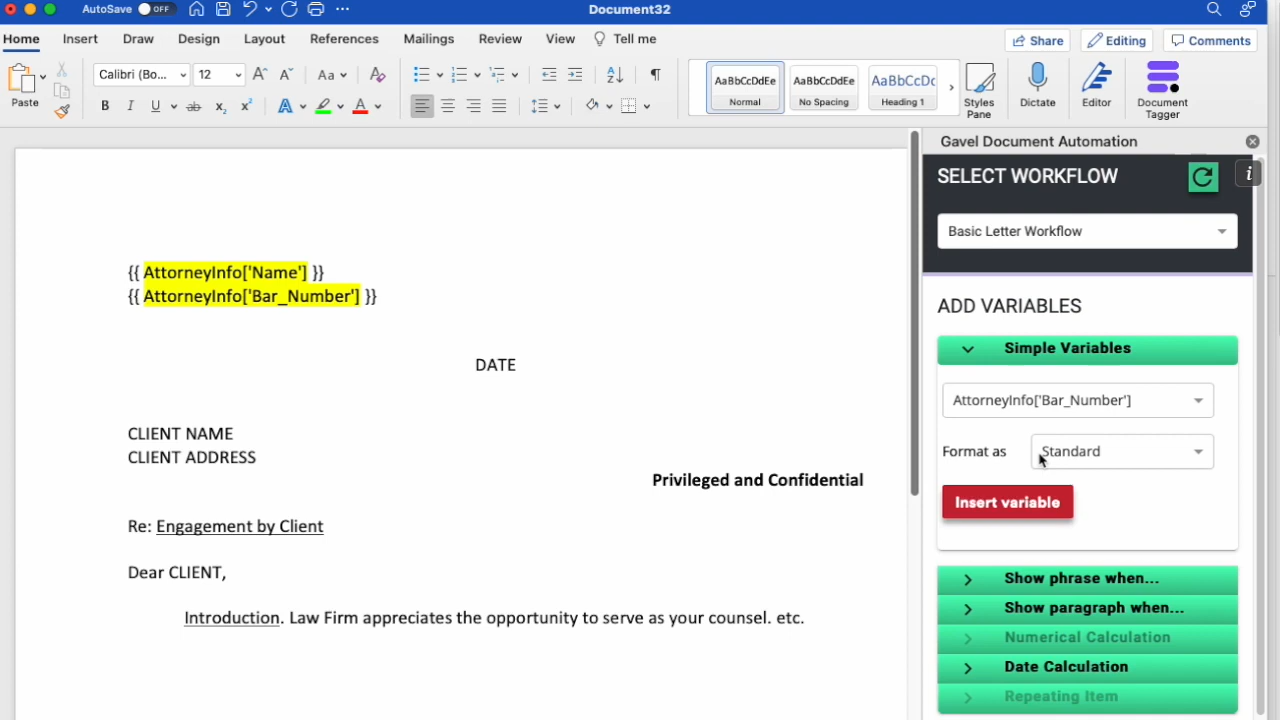 AutoSave OFF Document32
Home Insert Draw Design Layout References Mailings Review View Tell me Share Editing Comments
Paste Calibri (Bo... 12 Aa AaBbCcDdEe Normal AaBbCcDdEe No Spacing AaBbCcDc Heading 1 Styles Pane Dictate Editor Document Tagger
Gavel Document Automation
SELECT WORKFLOW
Basic Letter Workflow
ADD VARIABLES
Simple Variables
AttorneyInfo['Bar_Number']
Format as Standard
Insert variable
Show phrase when...
Show paragraph when...
Numerical Calculation
Date Calculation
Repeating Item
{{ AttorneyInfo['Name'] }}
{{ AttorneyInfo['Bar_Number'] }}
DATE
CLIENT NAME
CLIENT ADDRESS
Privileged and Confidential
Re: Engagement by Client
Dear CLIENT,
Introduction. Law Firm appreciates the opportunity to serve as your counsel. etc.